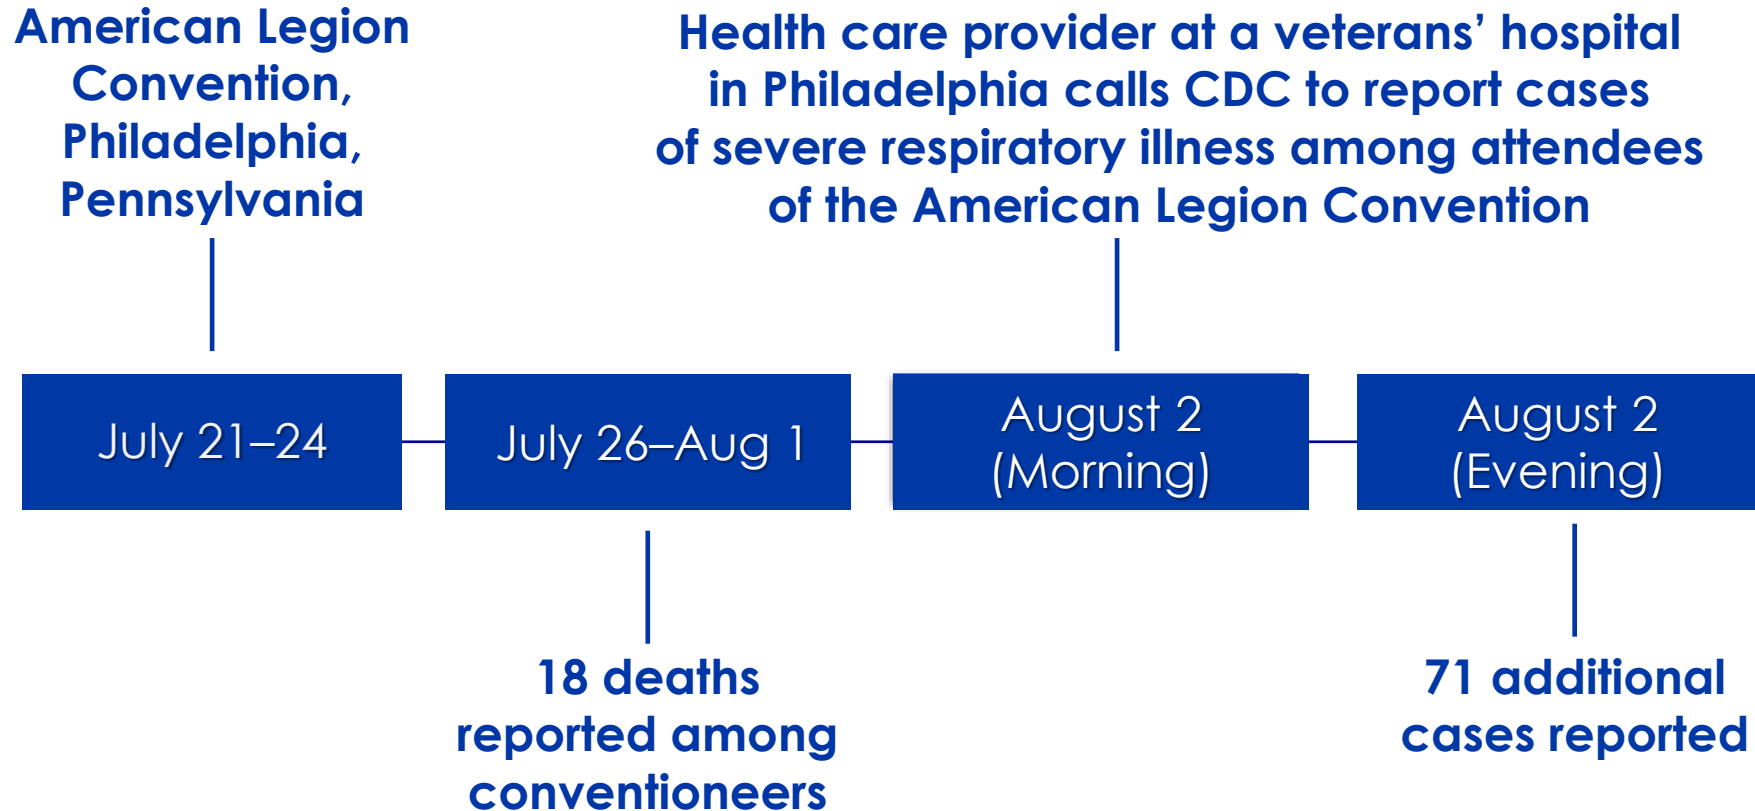 American Legion
Convention,
Philadelphia,
Pennsylvania
Health care provider at a veterans’ hospital
in Philadelphia calls CDC to report cases
of severe respiratory illness among attendees
of the American Legion Convention
July 21–24
July 26–Aug 1
August 2
(Morning)
August 2
(Evening)
18 deaths
reported among
conventioneers
71 additional
cases reported